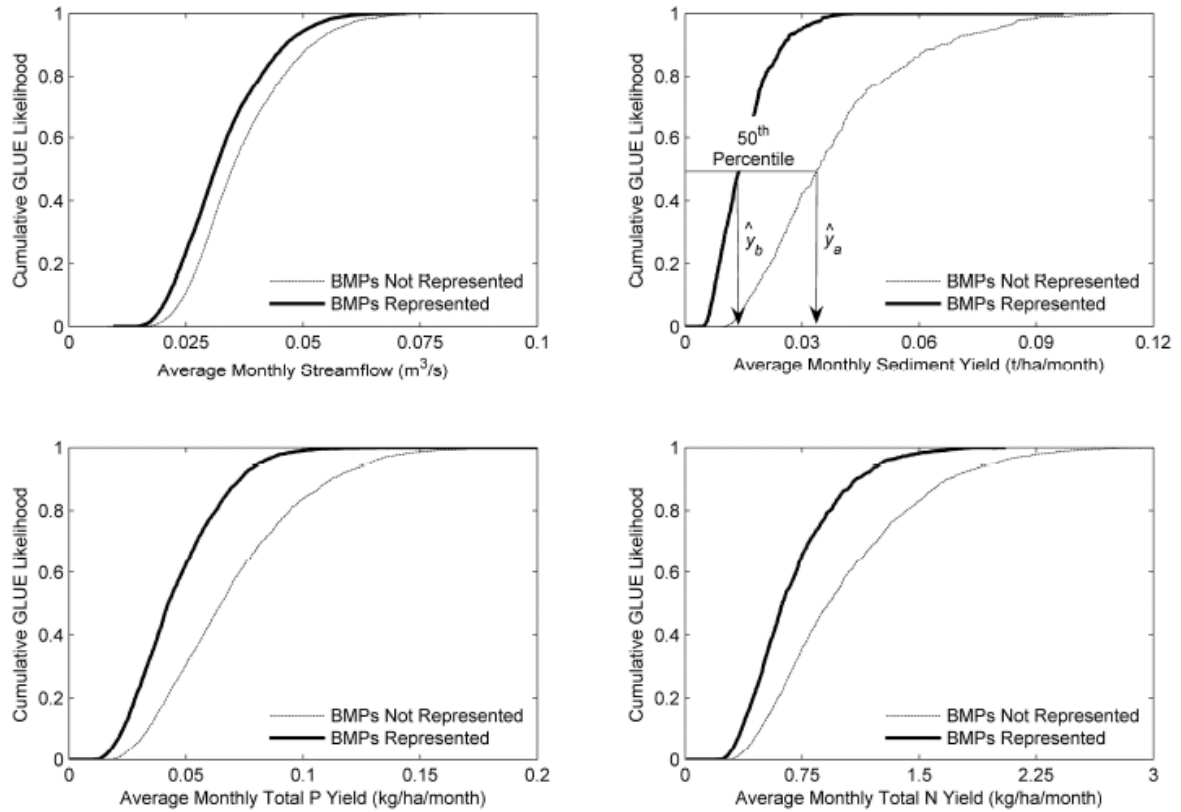 Cumulative GLUE Likelihood
1
0.8
0.6
0.4
0.2
0
BMPs Not Represented
BMPs Represented
0 0.025 0.05 0.075 0.1
Average Monthly Streamflow (m³/s)
Cumulative GLUE Likelihood
1
0.8
0.6
0.4
0.2
0
50th
Percentile
ŷb
ŷa
BMPs Not Represented
BMPs Represented
0 0.03 0.06 0.09 0.12
Average Monthly Sediment Yield (t/ha/month)
Cumulative GLUE Likelihood
1
0.8
0.6
0.4
0.2
0
BMPs Not Represented
BMPs Represented
0 0.05 0.1 0.15 0.2
Average Monthly Total P Yield (kg/ha/month)
Cumulative GLUE Likelihood
1
0.8
0.6
0.4
0.2
0
BMPs Not Represented
BMPs Represented
0 0.75 1.5 2.25 3
Average Monthly Total N Yield (kg/ha/month)